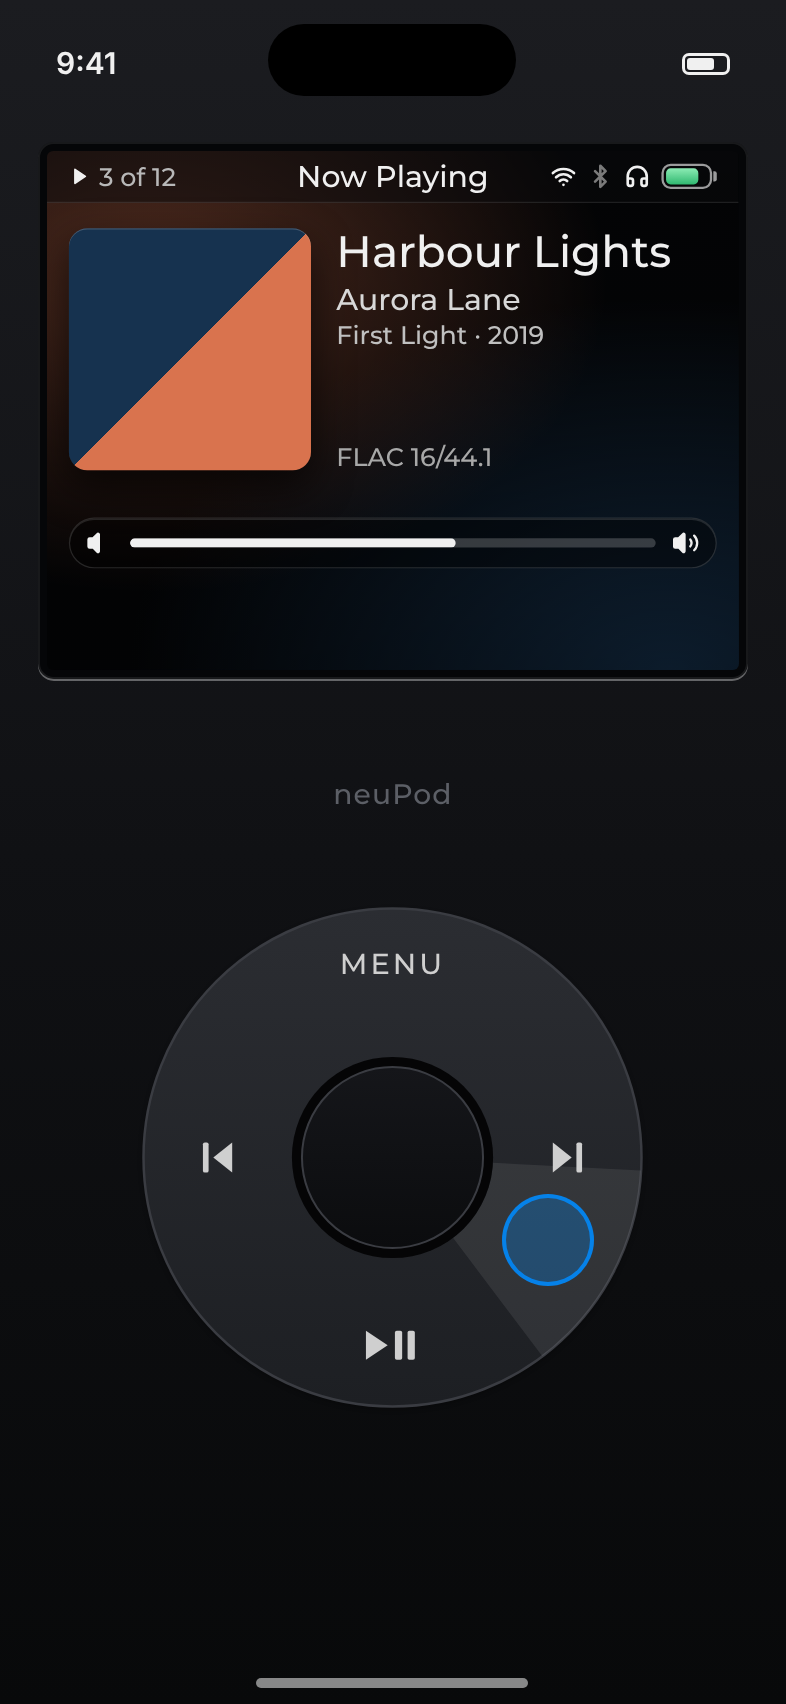 9:41
3 of 12
Now Playing
Harbour Lights
Aurora Lane
First Light · 2019
FLAC 16/44.1
neuPod
MENU